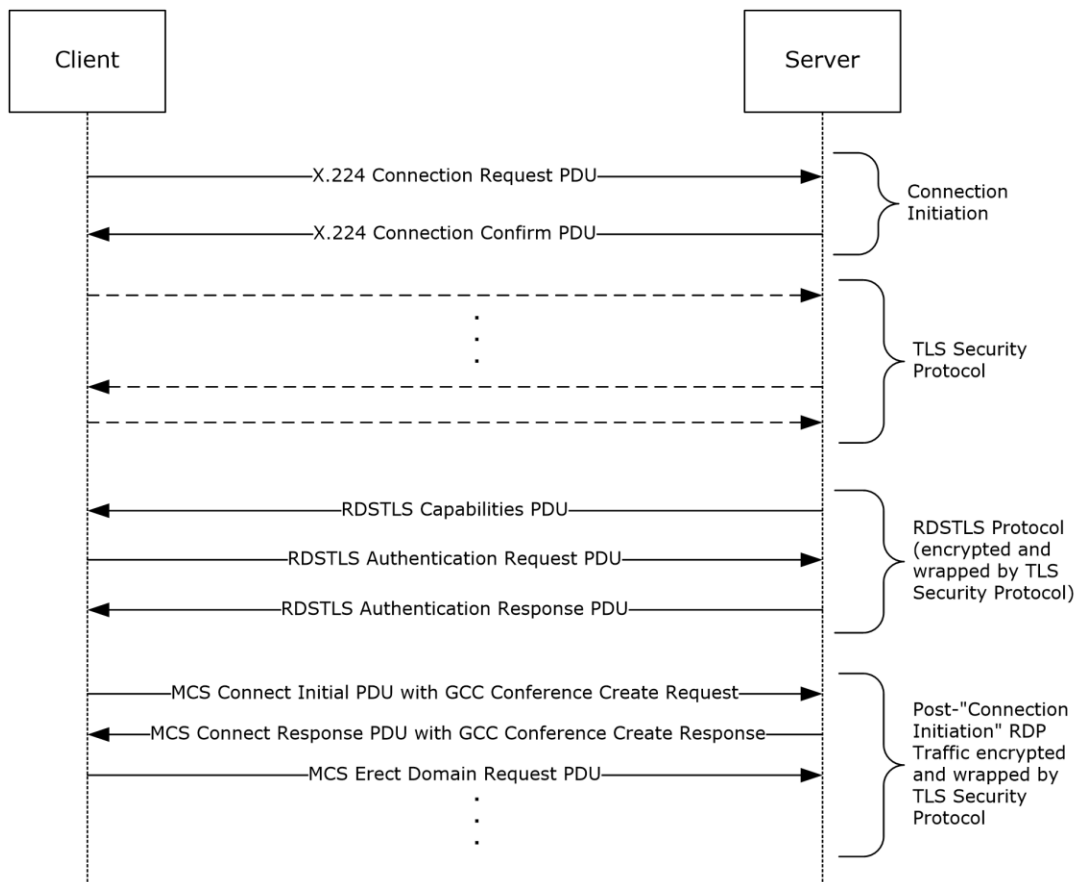 Client
Server
X.224 Connection Request PDU
X.224 Connection Confirm PDU
Connection
Initiation
TLS Security
Protocol
RDSTLS Capabilities PDU
RDSTLS Authentication Request PDU
RDSTLS Authentication Response PDU
RDSTLS Protocol
(encrypted and
wrapped by TLS
Security Protocol)
MCS Connect Initial PDU with GCC Conference Create Request
MCS Connect Response PDU with GCC Conference Create Response
MCS Erect Domain Request PDU
Post-"Connection
Initiation" RDP
Traffic encrypted
and wrapped by
TLS Security
Protocol